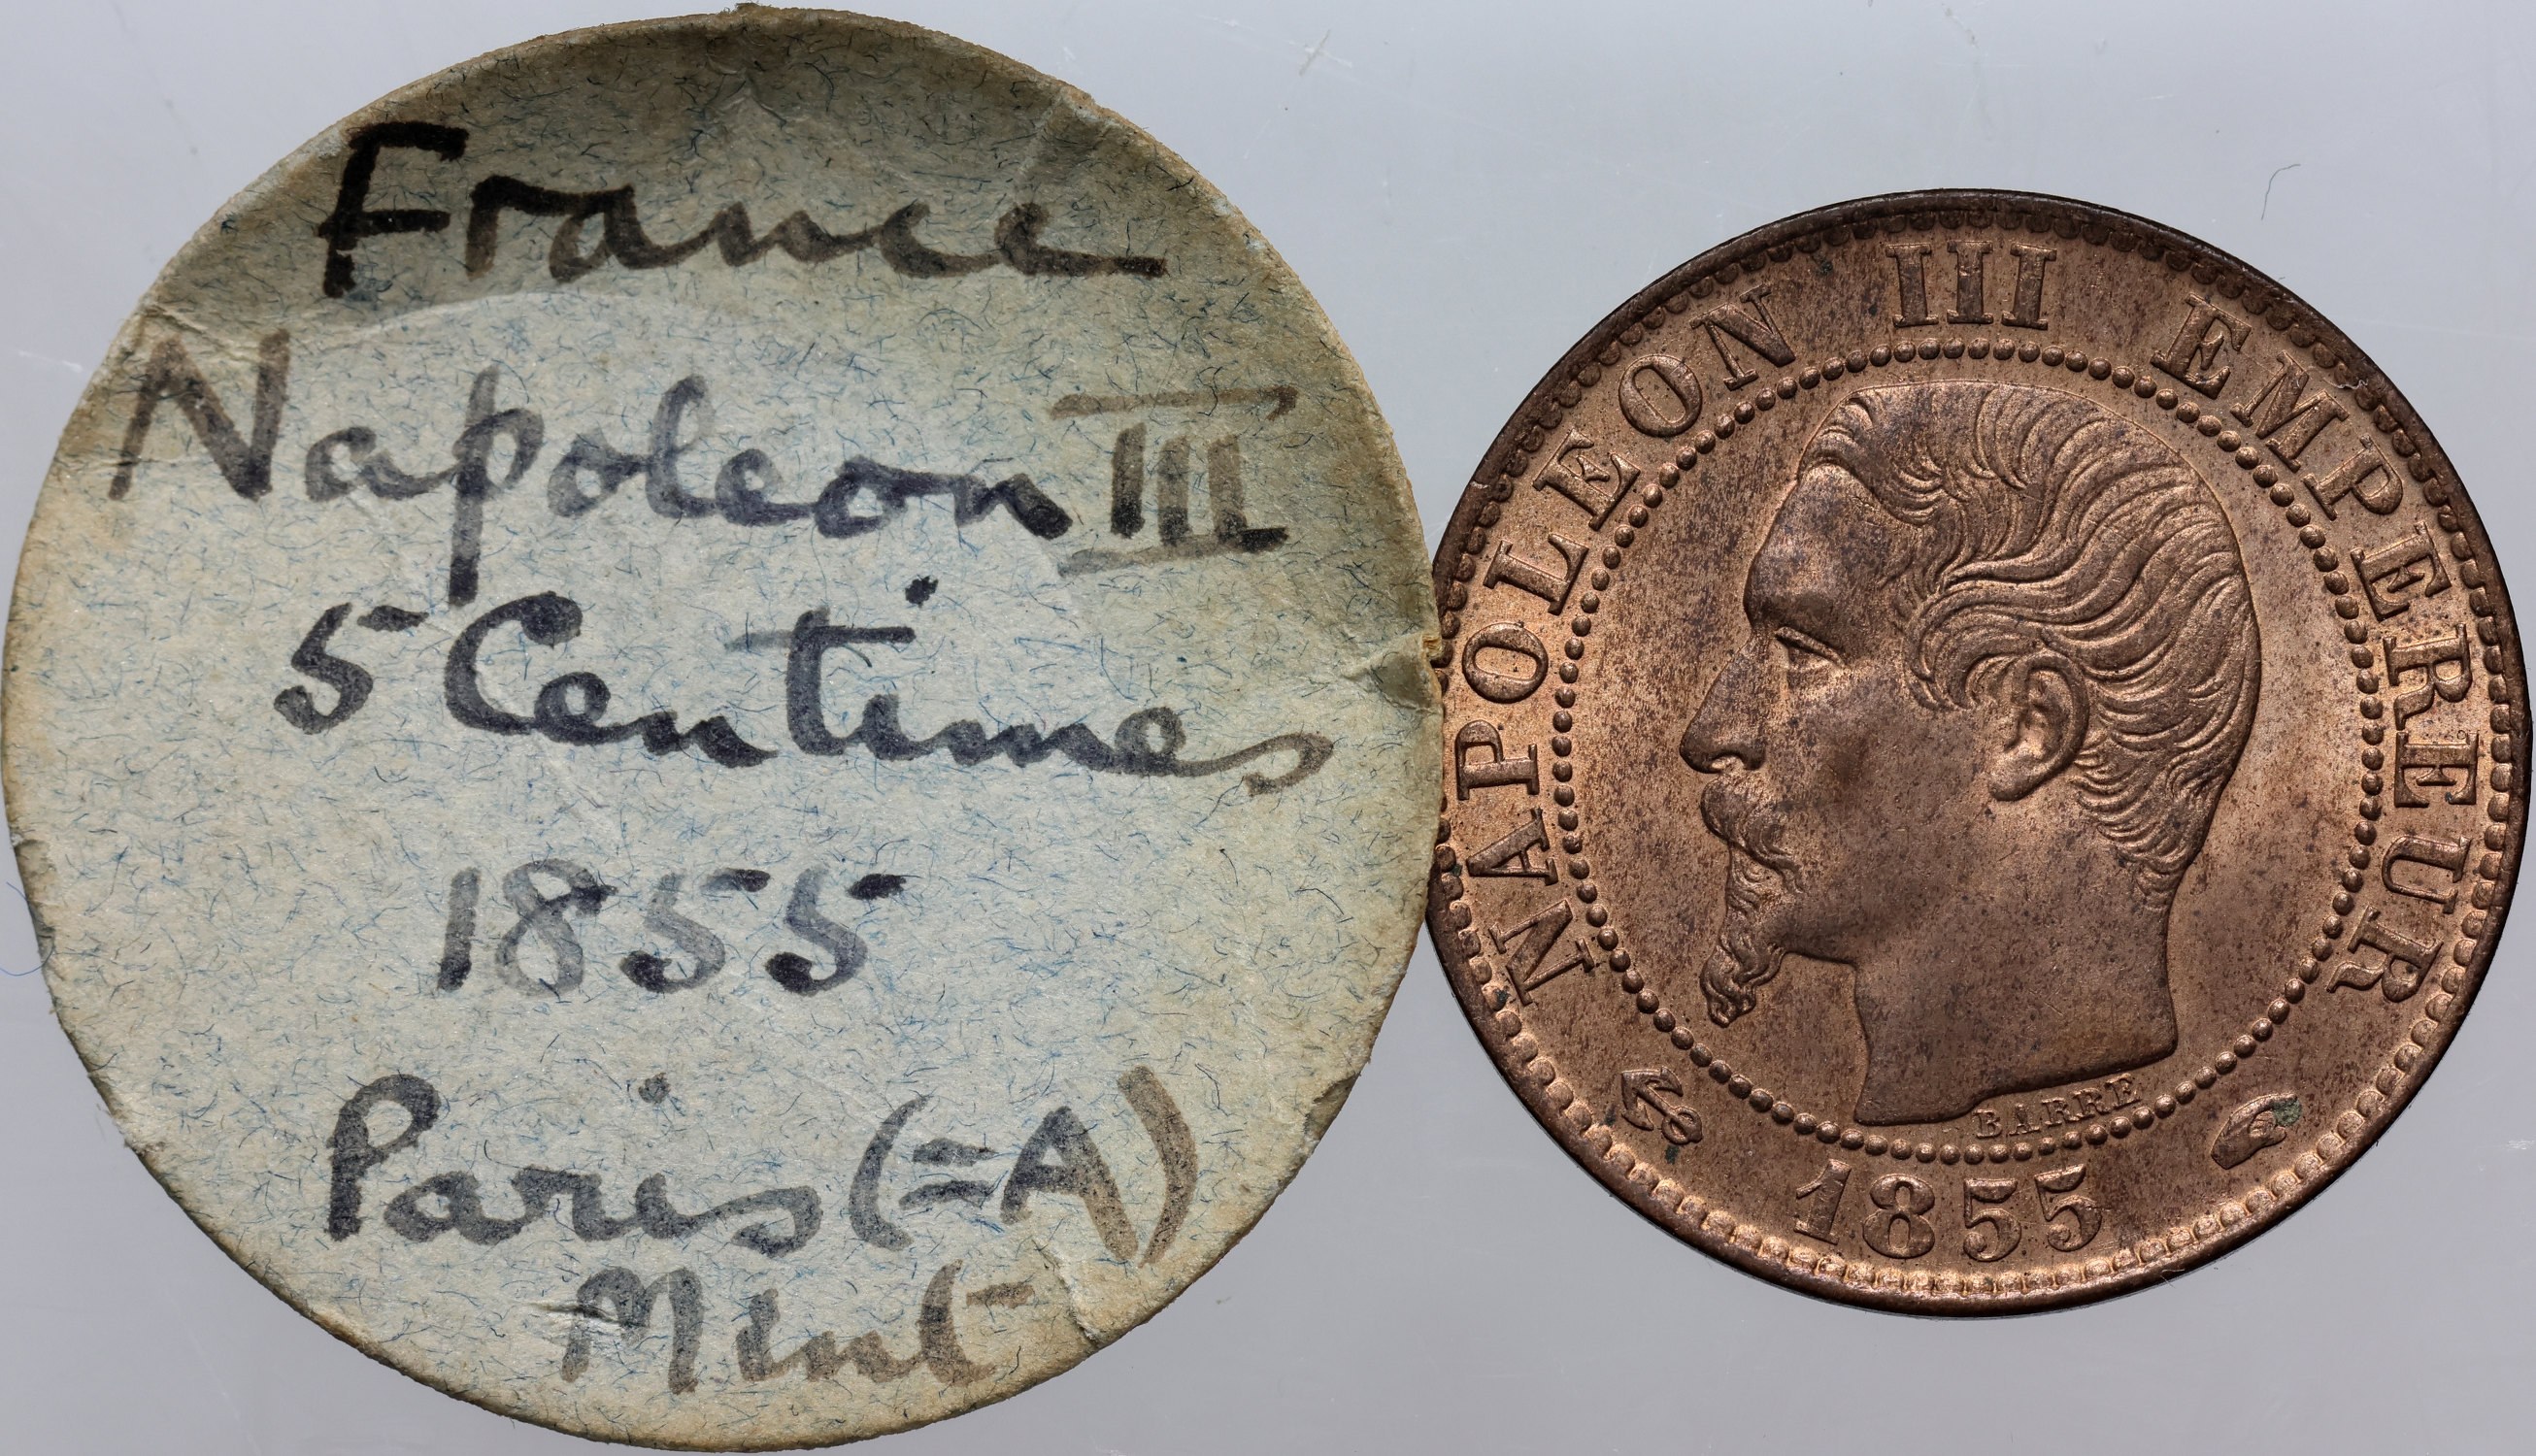 France
Napoleon III
5 Centimes
1855
Paris (=A)
Mint
NAPOLEON III EMPEREUR
BARRE
1855